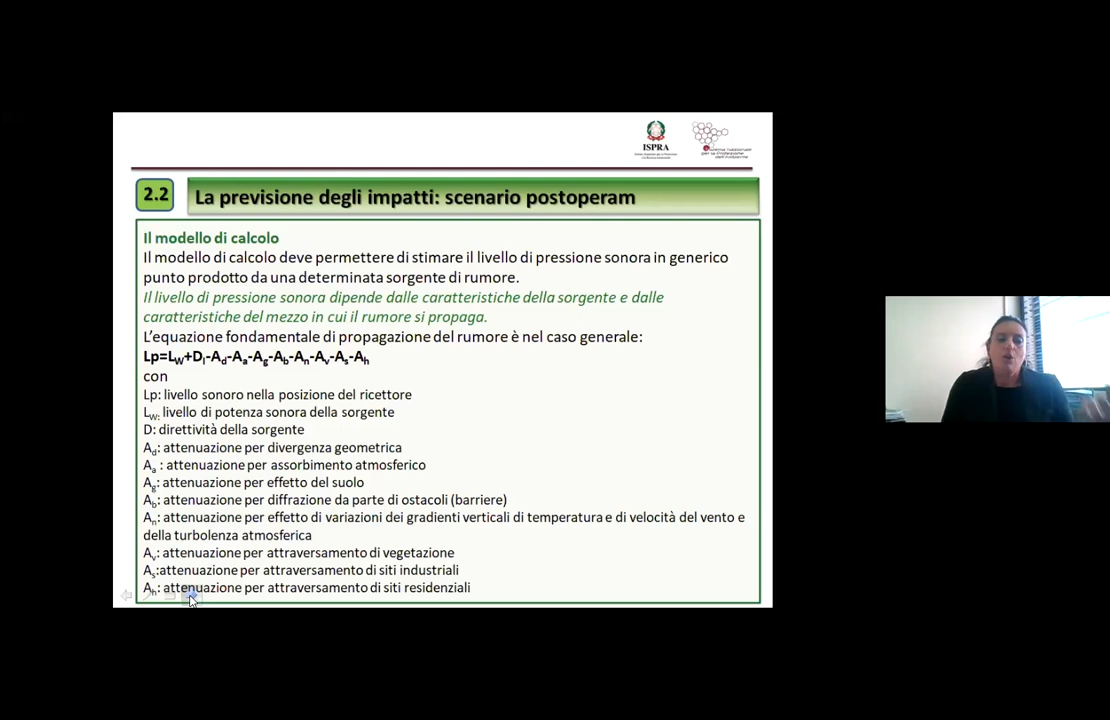 ISPRA
2.2
La previsione degli impatti: scenario postoperam
Il modello di calcolo
Il modello di calcolo deve permettere di stimare il livello di pressione sonora in generico
punto prodotto da una determinata sorgente di rumore.
Il livello di pressione sonora dipende dalle caratteristiche della sorgente e dalle
caratteristiche del mezzo in cui il rumore si propaga.
L'equazione fondamentale di propagazione del rumore è nel caso generale:
Lp=Lw+DI-Ad-Aa-Ag-Ab-An-Av-As-Ah
con
Lp: livello sonoro nella posizione del ricettore
Lw: livello di potenza sonora della sorgente
D: direttività della sorgente
Ad: attenuazione per divergenza geometrica
Aa : attenuazione per assorbimento atmosferico
Ag: attenuazione per effetto del suolo
Ab: attenuazione per diffrazione da parte di ostacoli (barriere)
An: attenuazione per effetto di variazioni dei gradienti verticali di temperatura e di velocità del vento e
della turbolenza atmosferica
Av: attenuazione per attraversamento di vegetazione
As:attenuazione per attraversamento di siti industriali
Ah: attenuazione per attraversamento di siti residenziali